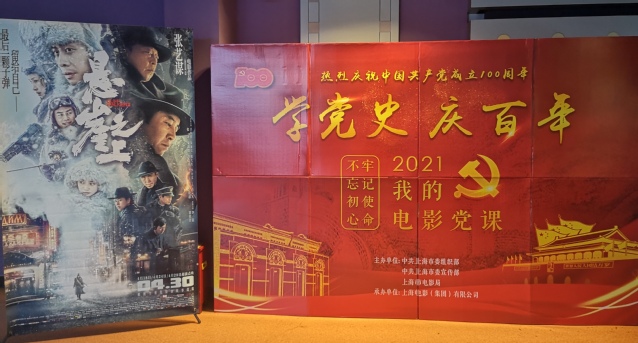 留给自己——
最后一颗子弹
张艺谋
悬崖之上
04.30
100
热烈庆祝中国共产党成立100周年
学党史 庆百年
不忘初心
牢记使命
2021
我的
电影党课
主办单位:中共上海市委组织部
中共上海市委宣传部
上海市电影局
承办单位:上海电影(集团)有限公司